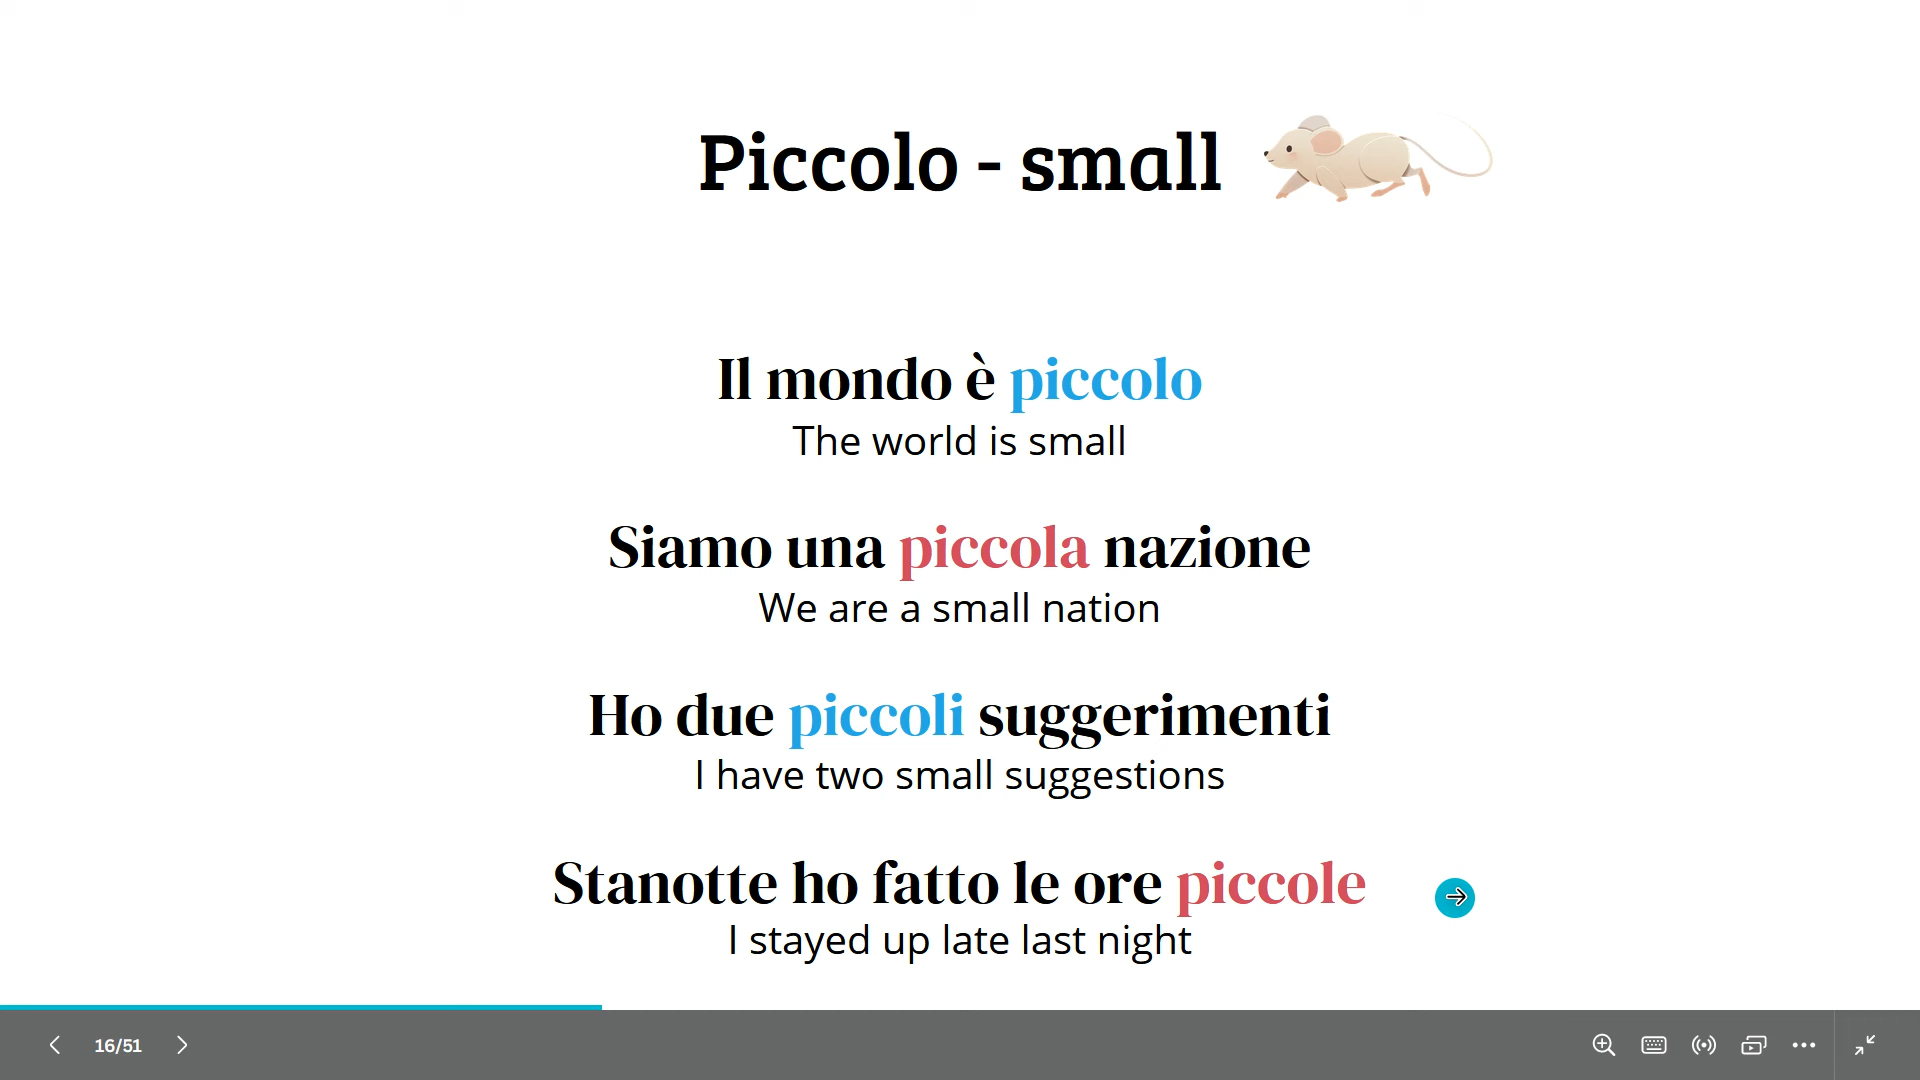 Piccolo - small
Il mondo è piccolo
The world is small
Siamo una piccola nazione
We are a small nation
Ho due piccoli suggerimenti
I have two small suggestions
Stanotte ho fatto le ore piccole
I stayed up late last night
16/51